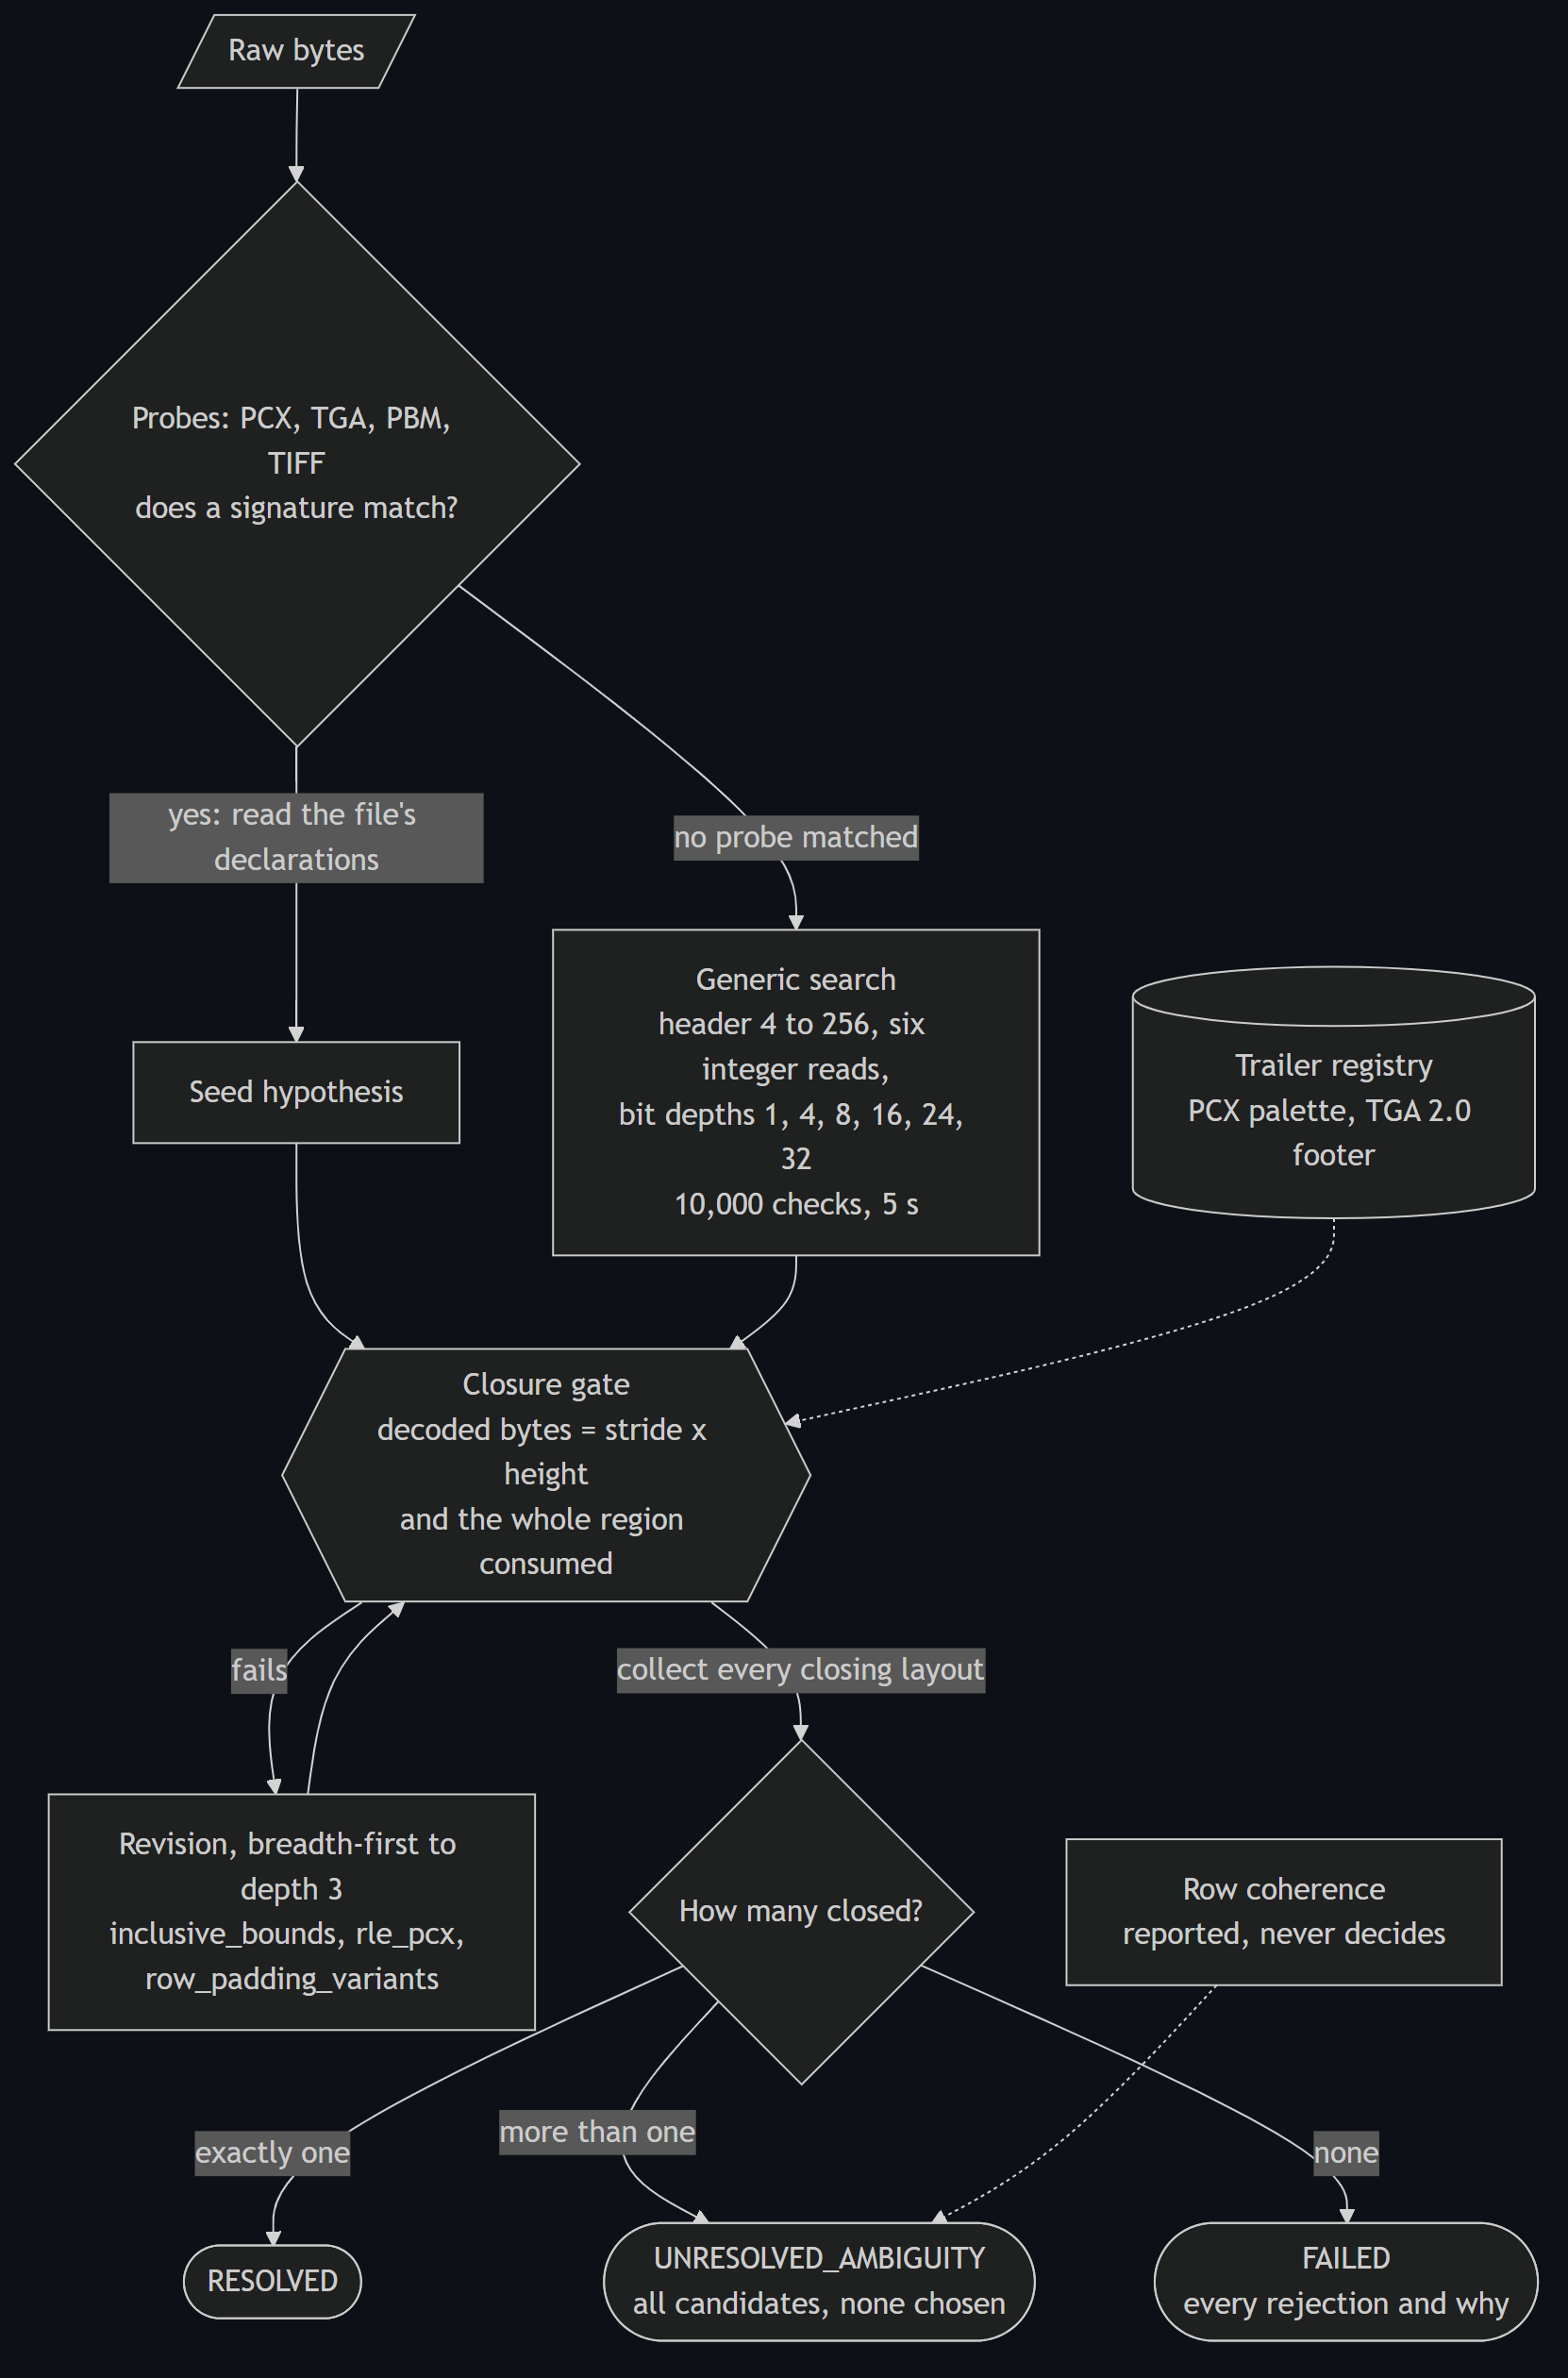 Raw bytes
Probes: PCX, TGA, PBM,
TIFF
does a signature match?
yes: read the file's
declarations
no probe matched
Seed hypothesis
Generic search
header 4 to 256, six
integer reads,
bit depths 1, 4, 8, 16, 24,
32
10,000 checks, 5 s
Trailer registry
PCX palette, TGA 2.0
footer
Closure gate
decoded bytes = stride x
height
and the whole region
consumed
fails
collect every closing layout
Revision, breadth-first to
depth 3
inclusive_bounds, rle_pcx,
row_padding_variants
How many closed?
Row coherence
reported, never decides
exactly one
more than one
none
RESOLVED
UNRESOLVED_AMBIGUITY
all candidates, none chosen
FAILED
every rejection and why